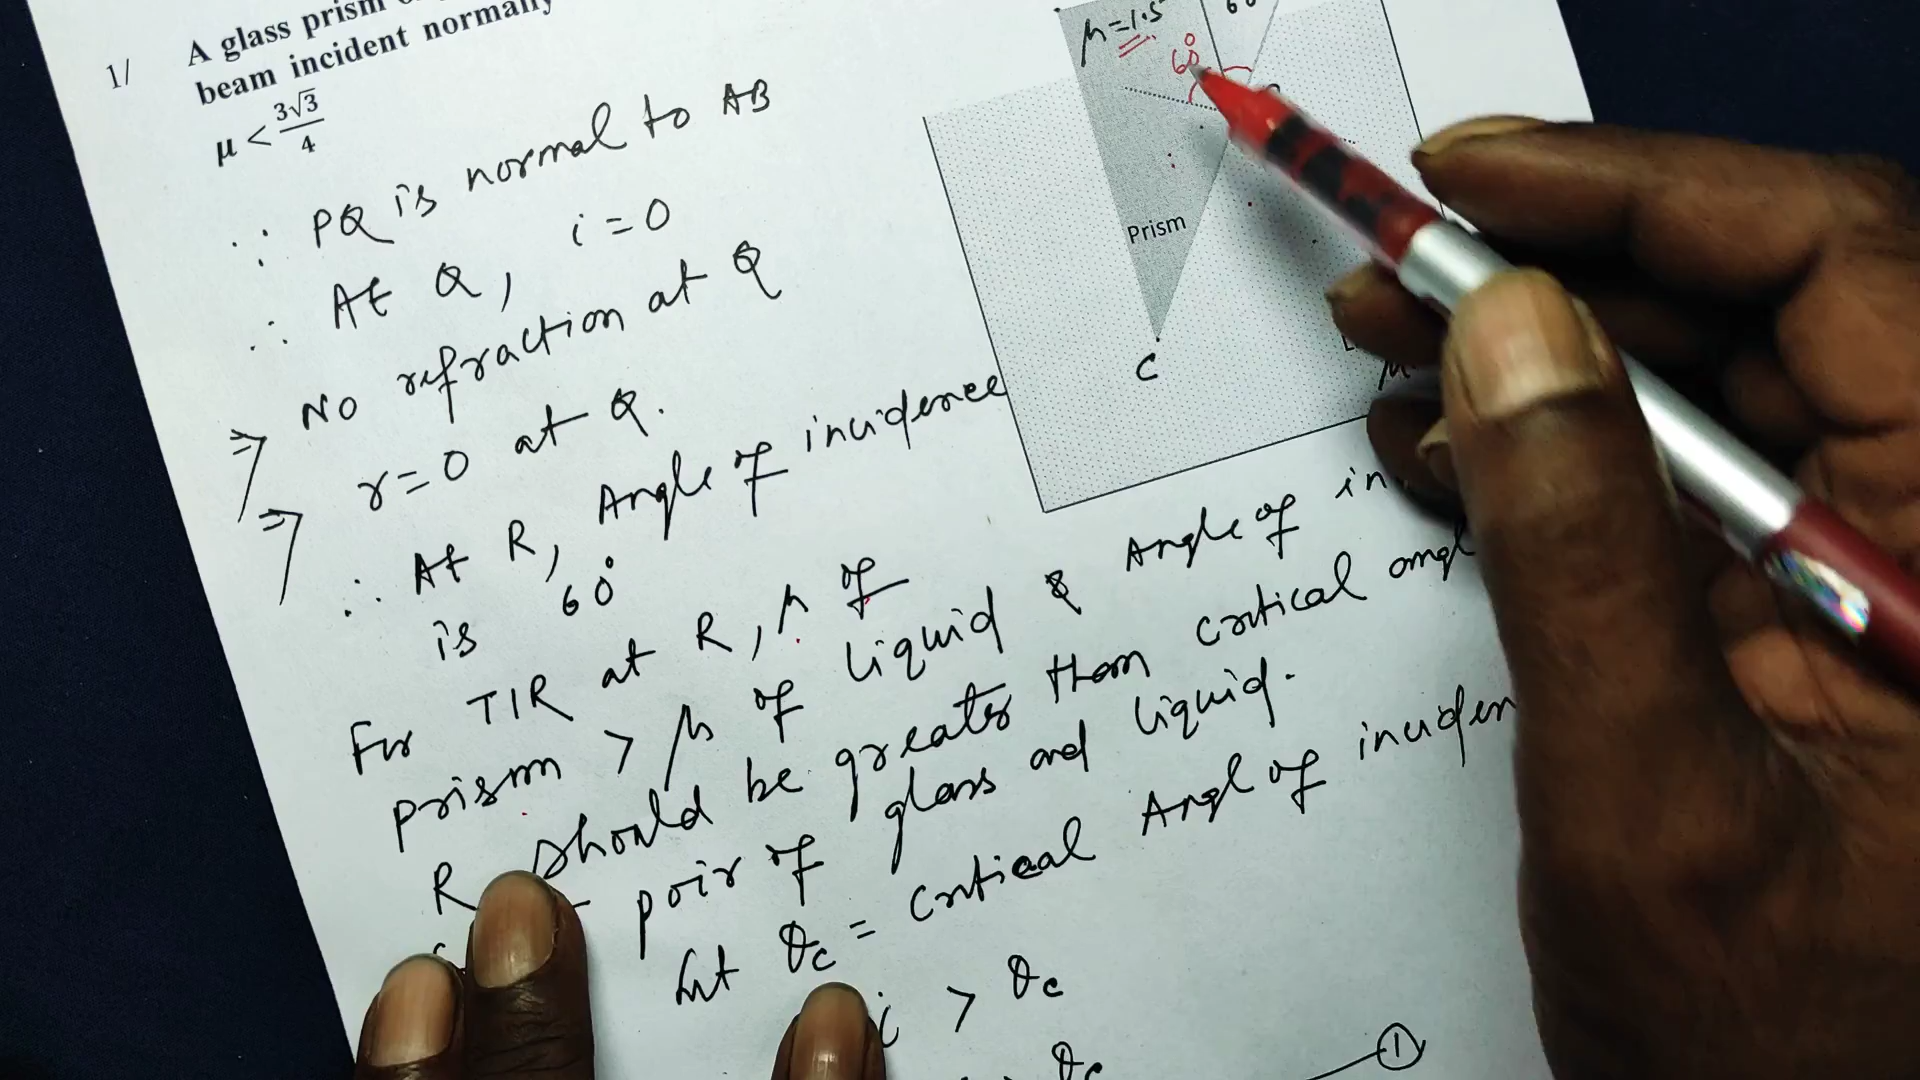 1/
A glass prism
beam incident normally
μ < 3√3/4
∵ PQ is normal to AB
∴ At Q, i = 0
⇒ No refraction at Q
⇒ r = 0 at Q.
∴ At R, Angle of incidence
is 60°
For TIR at R, μ of
prism > μ of liquid & Angle of in
R should be greater than critical angl
pair of glass and liquid.
Let θc = Critical Angl of inciden
i > θc
θc
1
μ = 1.5
60°
60
Prism
C